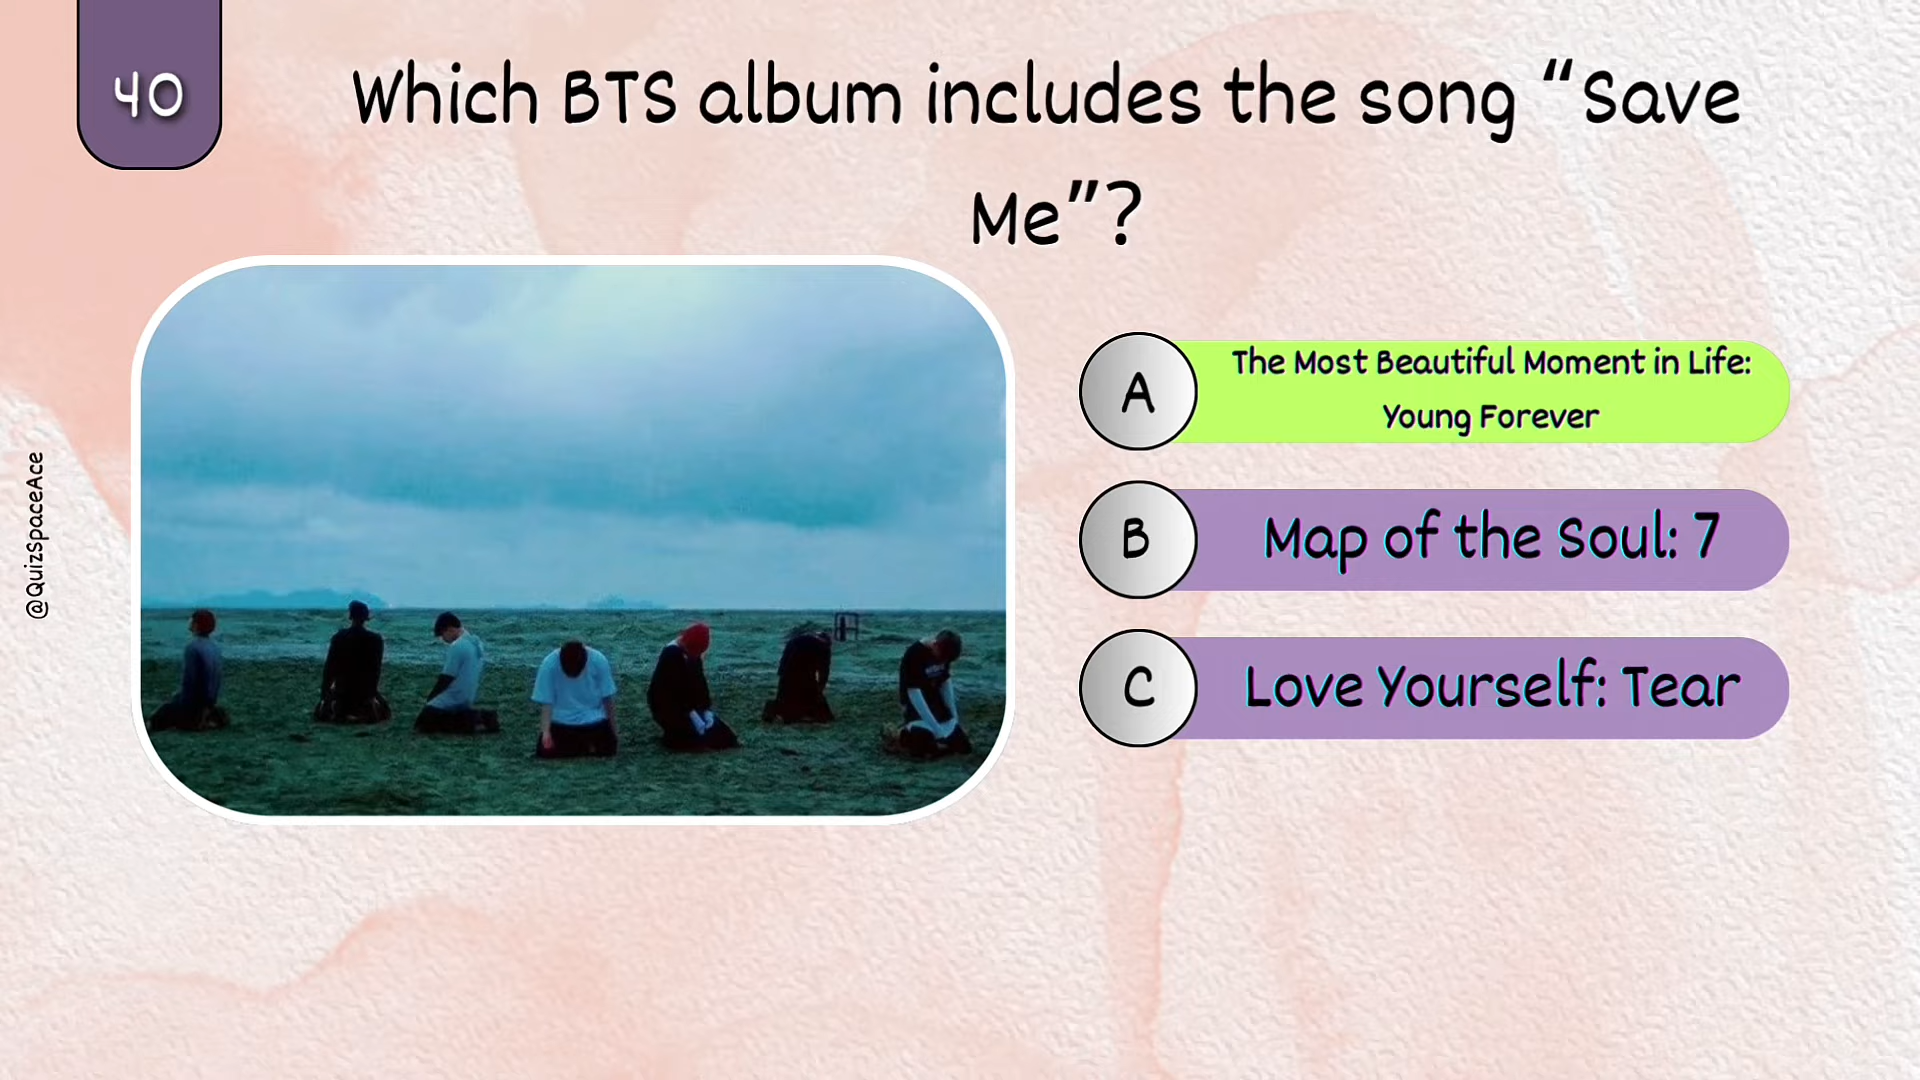 40
Which BTS album includes the song “Save
Me”?
@QuizSpaceAce
A
The Most Beautiful Moment in Life:
Young Forever
B
Map of the Soul: 7
C
Love Yourself: Tear